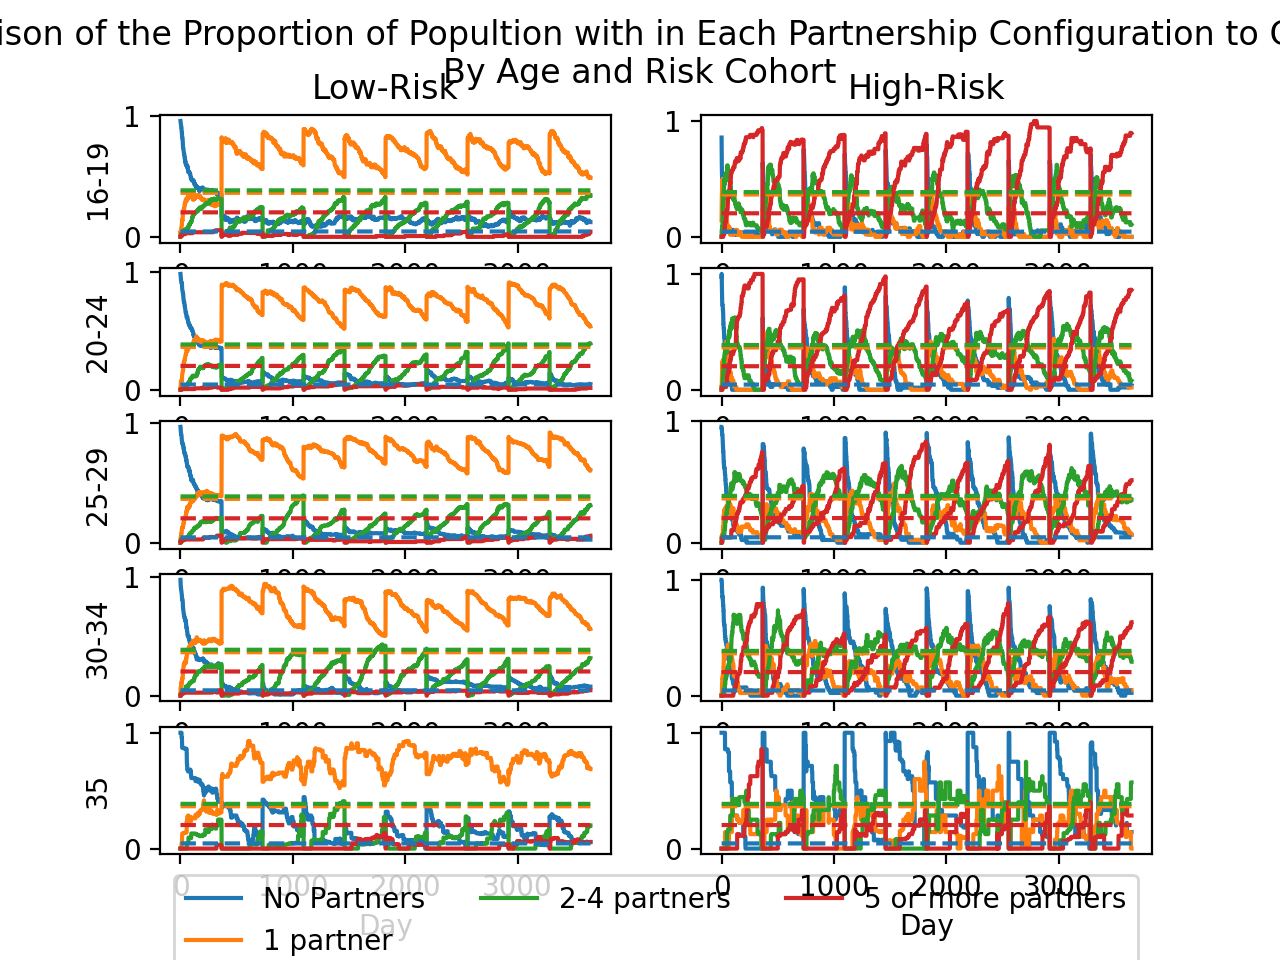 ison of the Proportion of Popultion with in Each Partnership Configuration to
By Age and Risk Cohort
Low-Risk
High-Risk
16-19
1
0
1
0
20-24
1
0
1
0
25-29
1
0
1
0
30-34
1
0
1
0
35
1
0
1
0
0 1000 2000 3000
0 1000 2000 3000
Day
Day
No Partners
2-4 partners
5 or more partners
1 partner